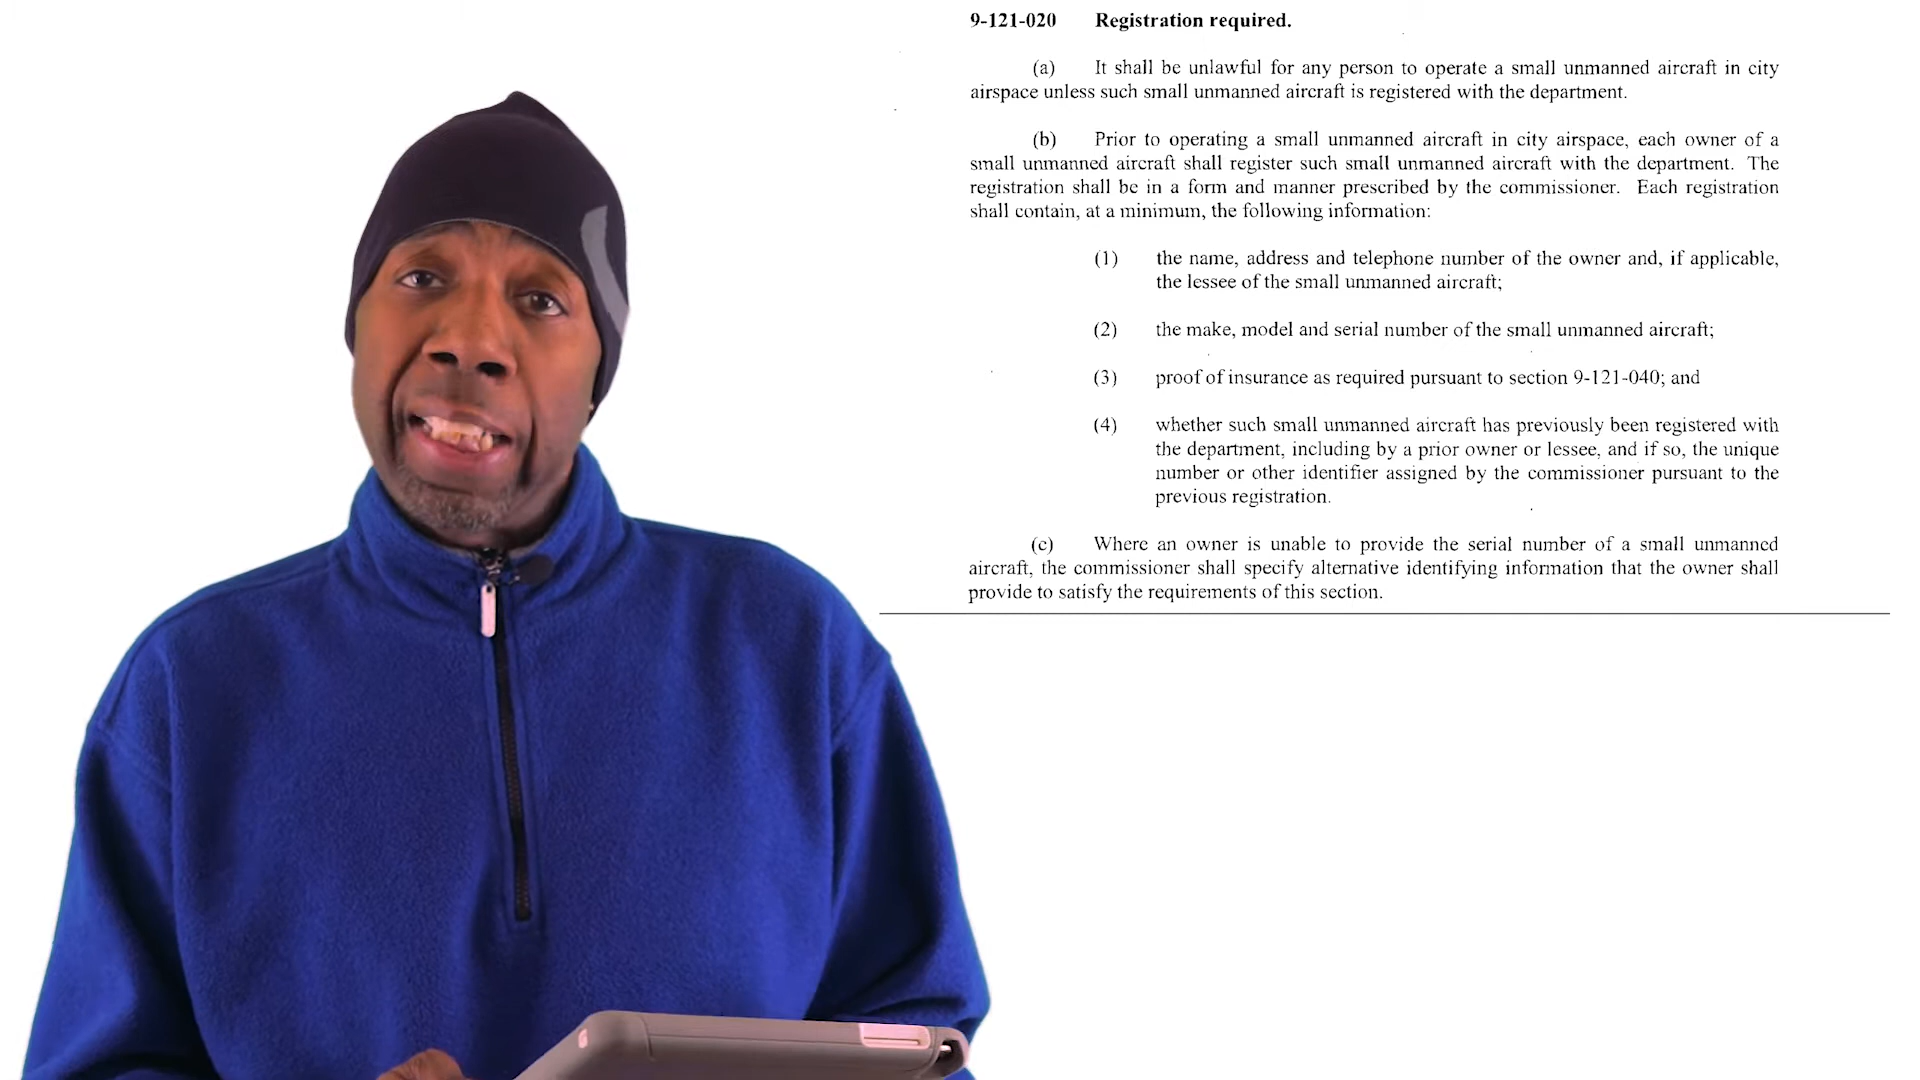 9-121-020 Registration required.
(a) It shall be unlawful for any person to operate a small unmanned aircraft in city
airspace unless such small unmanned aircraft is registered with the department.
(b) Prior to operating a small unmanned aircraft in city airspace, each owner of a
small unmanned aircraft shall register such small unmanned aircraft with the department. The
registration shall be in a form and manner prescribed by the commissioner. Each registration
shall contain, at a minimum, the following information:
(1) the name, address and telephone number of the owner and, if applicable,
the lessee of the small unmanned aircraft;
(2) the make, model and serial number of the small unmanned aircraft;
(3) proof of insurance as required pursuant to section 9-121-040; and
(4) whether such small unmanned aircraft has previously been registered with
the department, including by a prior owner or lessee, and if so, the unique
number or other identifier assigned by the commissioner pursuant to the
previous registration.
(c) Where an owner is unable to provide the serial number of a small unmanned
aircraft, the commissioner shall specify alternative identifying information that the owner shall
provide to satisfy the requirements of this section.